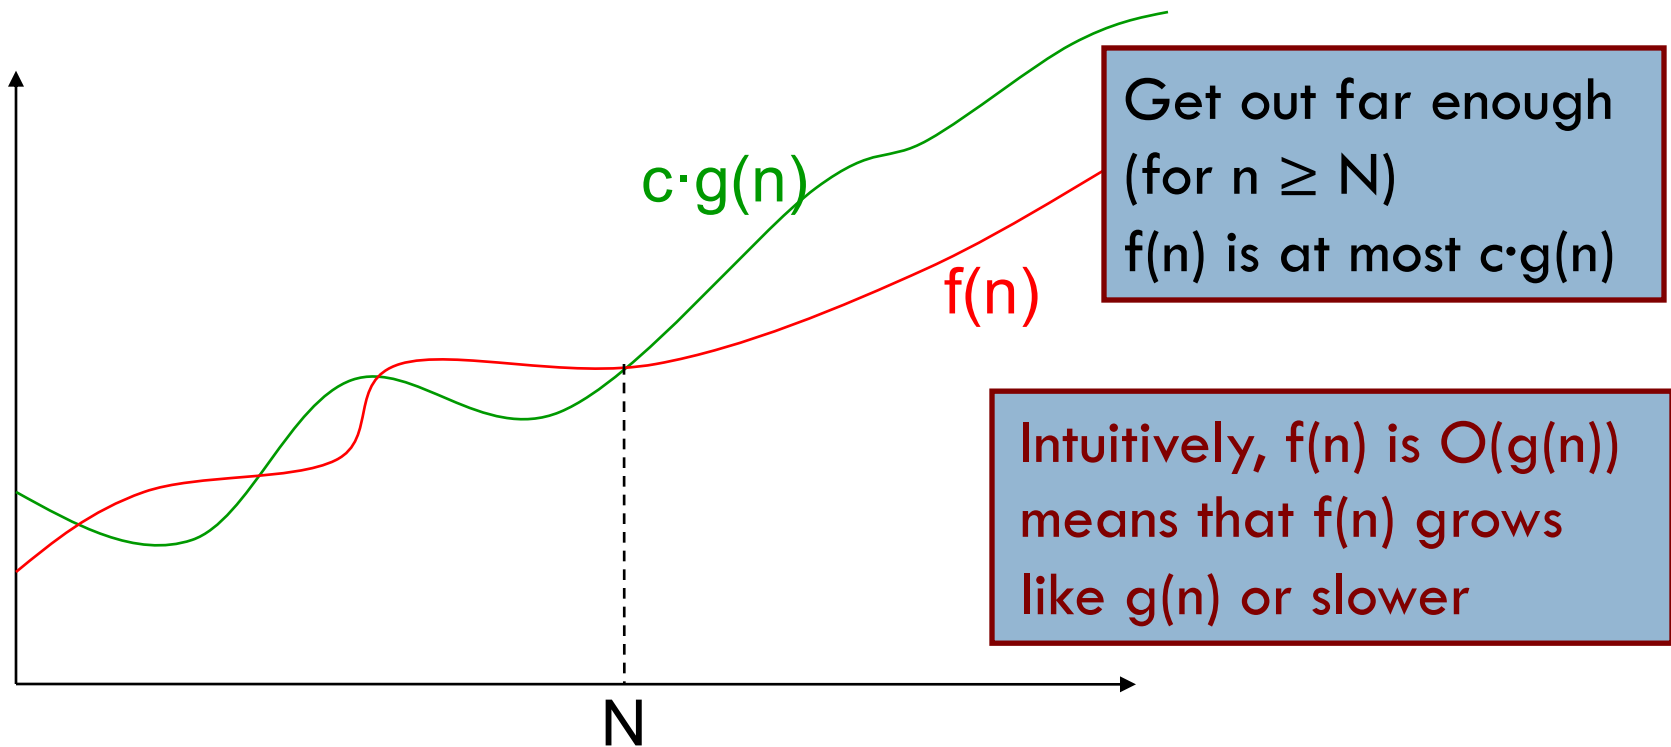 c·g(n)
f(n)
N
Get out far enough
(for n ≥ N)
f(n) is at most c·g(n)
Intuitively, f(n) is O(g(n))
means that f(n) grows
like g(n) or slower